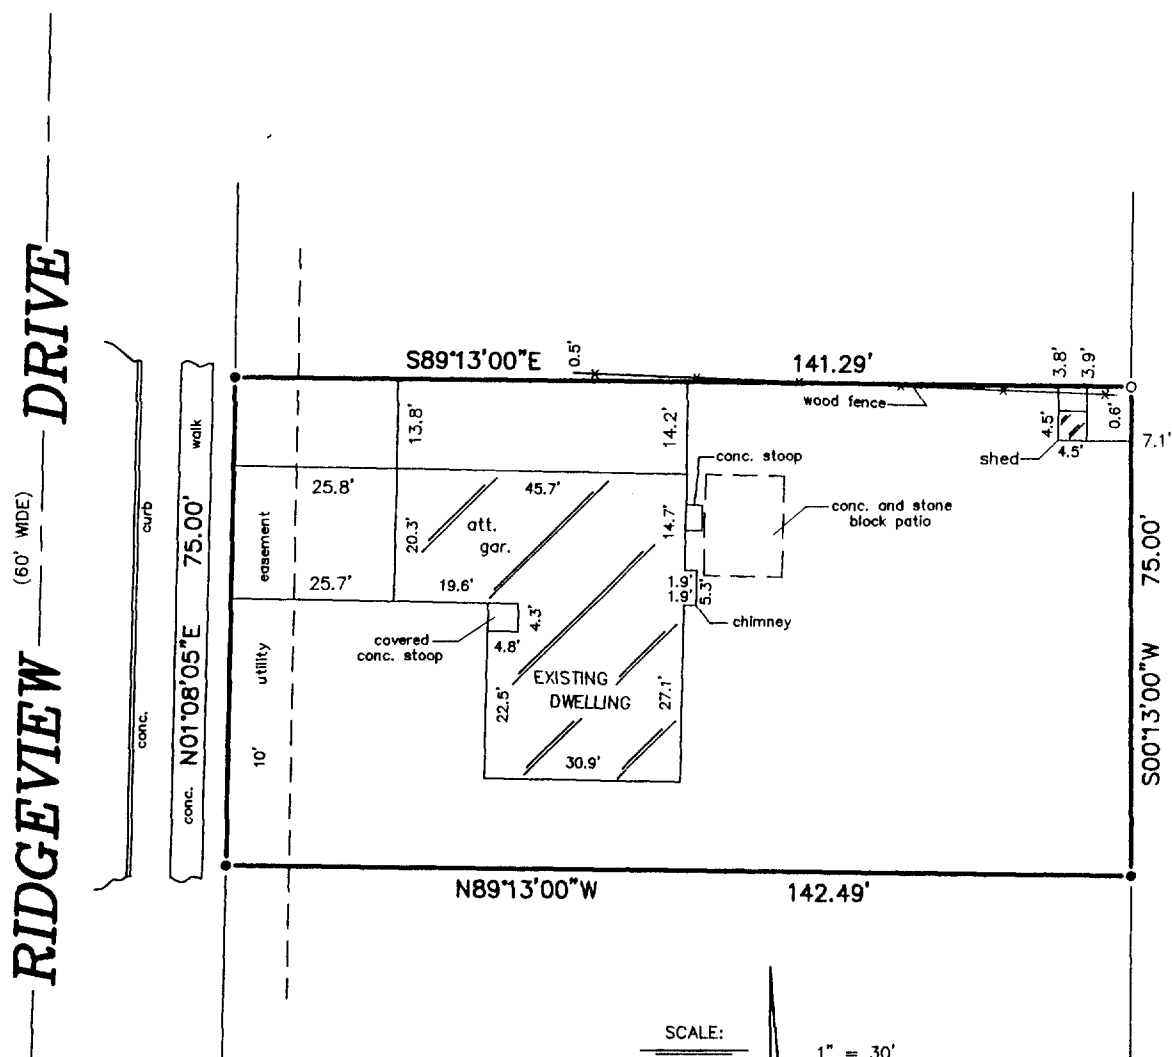 RIDGEVIEW DRIVE
(60' WIDE)
conc. curb
conc. walk
N01°08'05"E 75.00'
10' utility easement
S89°13'00"E 141.29'
0.5'
wood fence
3.8'
3.9'
4.5'
4.5'
0.6'
7.1'
shed
13.8'
14.2'
25.8'
45.7'
conc. stoop
att.
gar.
20.3'
14.7'
conc. and stone
block patio
25.7'
19.6'
1.9'
1.9'
5.3'
chimney
covered
conc. stoop
4.3'
4.8'
EXISTING
DWELLING
22.5'
27.1'
30.9'
S00°13'00"W 75.00'
N89°13'00"W 142.49'
SCALE:
1" = 30'